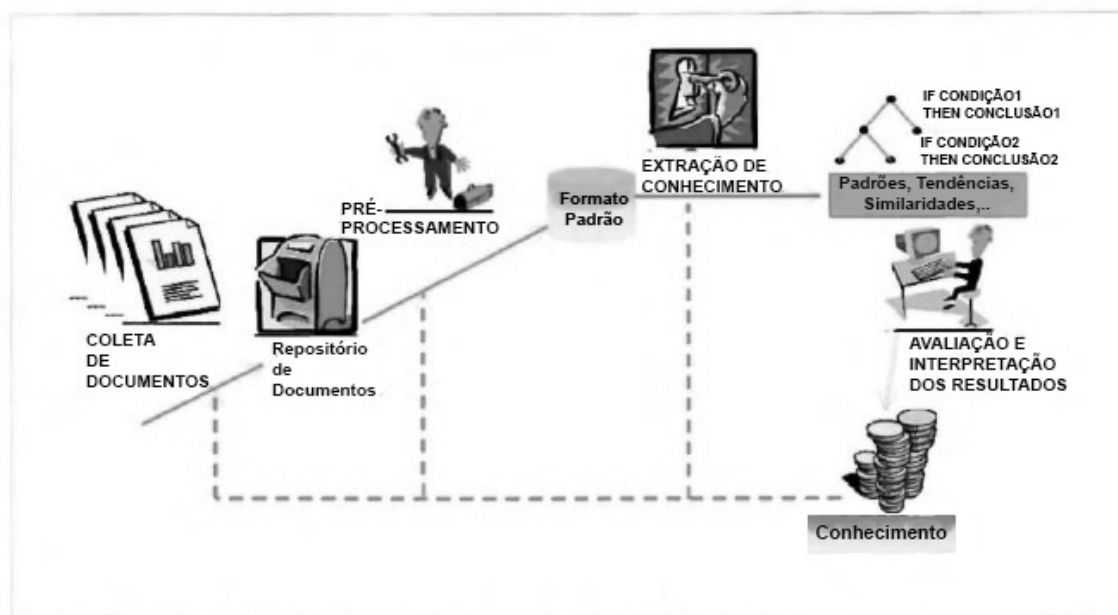 COLETA
DE
DOCUMENTOS
Repositório
de
Documentos
PRÉ-
PROCESSAMENTO
Formato
Padrão
EXTRAÇÃO DE
CONHECIMENTO
IF CONDIÇÃO1
THEN CONCLUSÃO1
IF CONDIÇÃO2
THEN CONCLUSÃO2
Padrões, Tendências,
Similaridades,..
AVALIAÇÃO E
INTERPRETAÇÃO
DOS RESULTADOS
Conhecimento